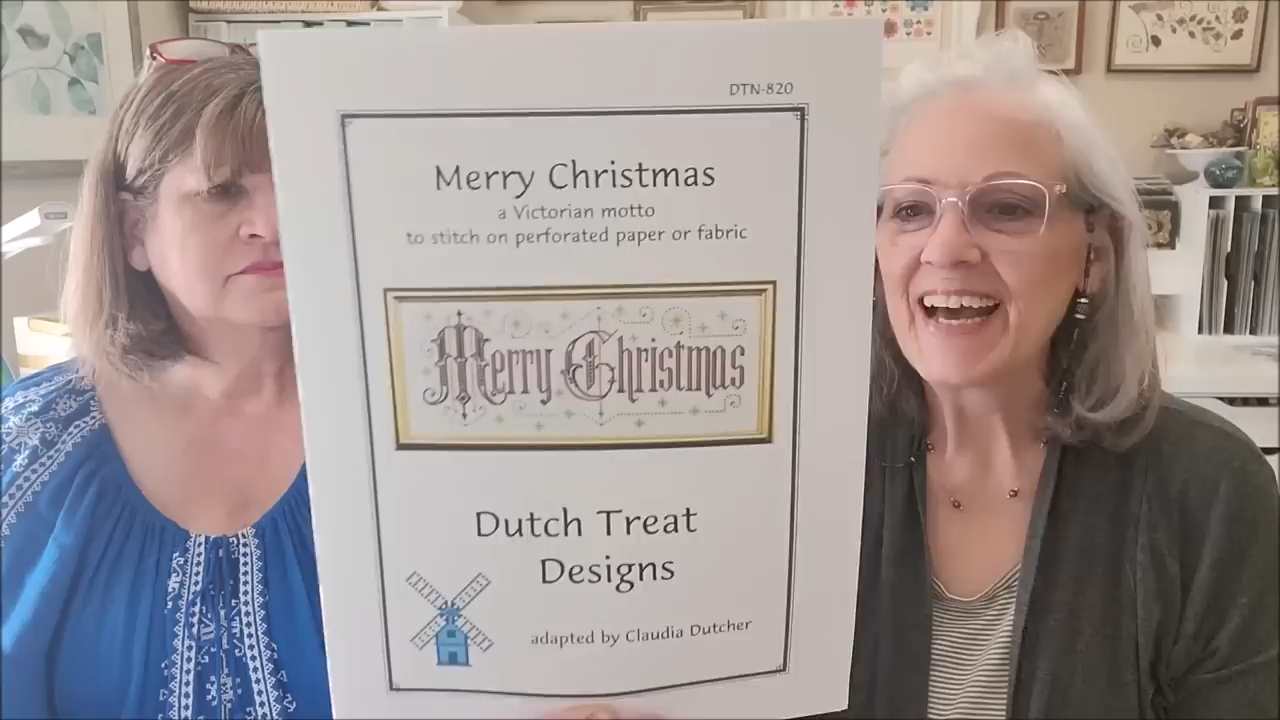 DTN-820
Merry Christmas
a Victorian motto
to stitch on perforated paper or fabric
Merry Christmas
Dutch Treat
Designs
adapted by Claudia Dutcher